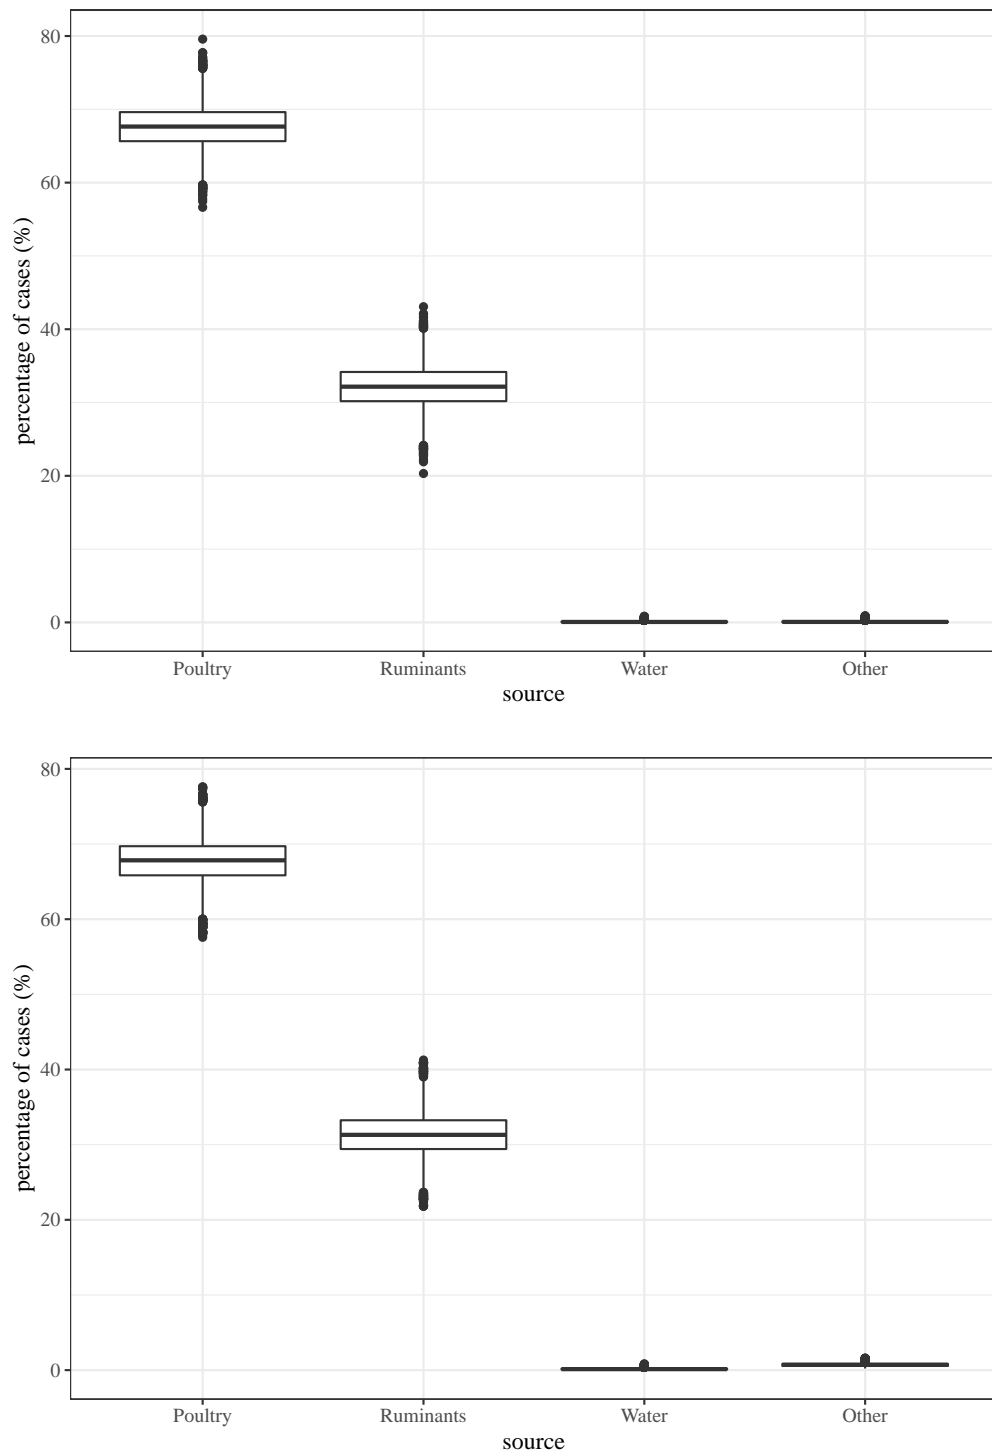 80
60
40
20
0
percentage of cases (%)
Poultry Ruminants Water Other
source
80
60
40
20
0
percentage of cases (%)
Poultry Ruminants Water Other
source